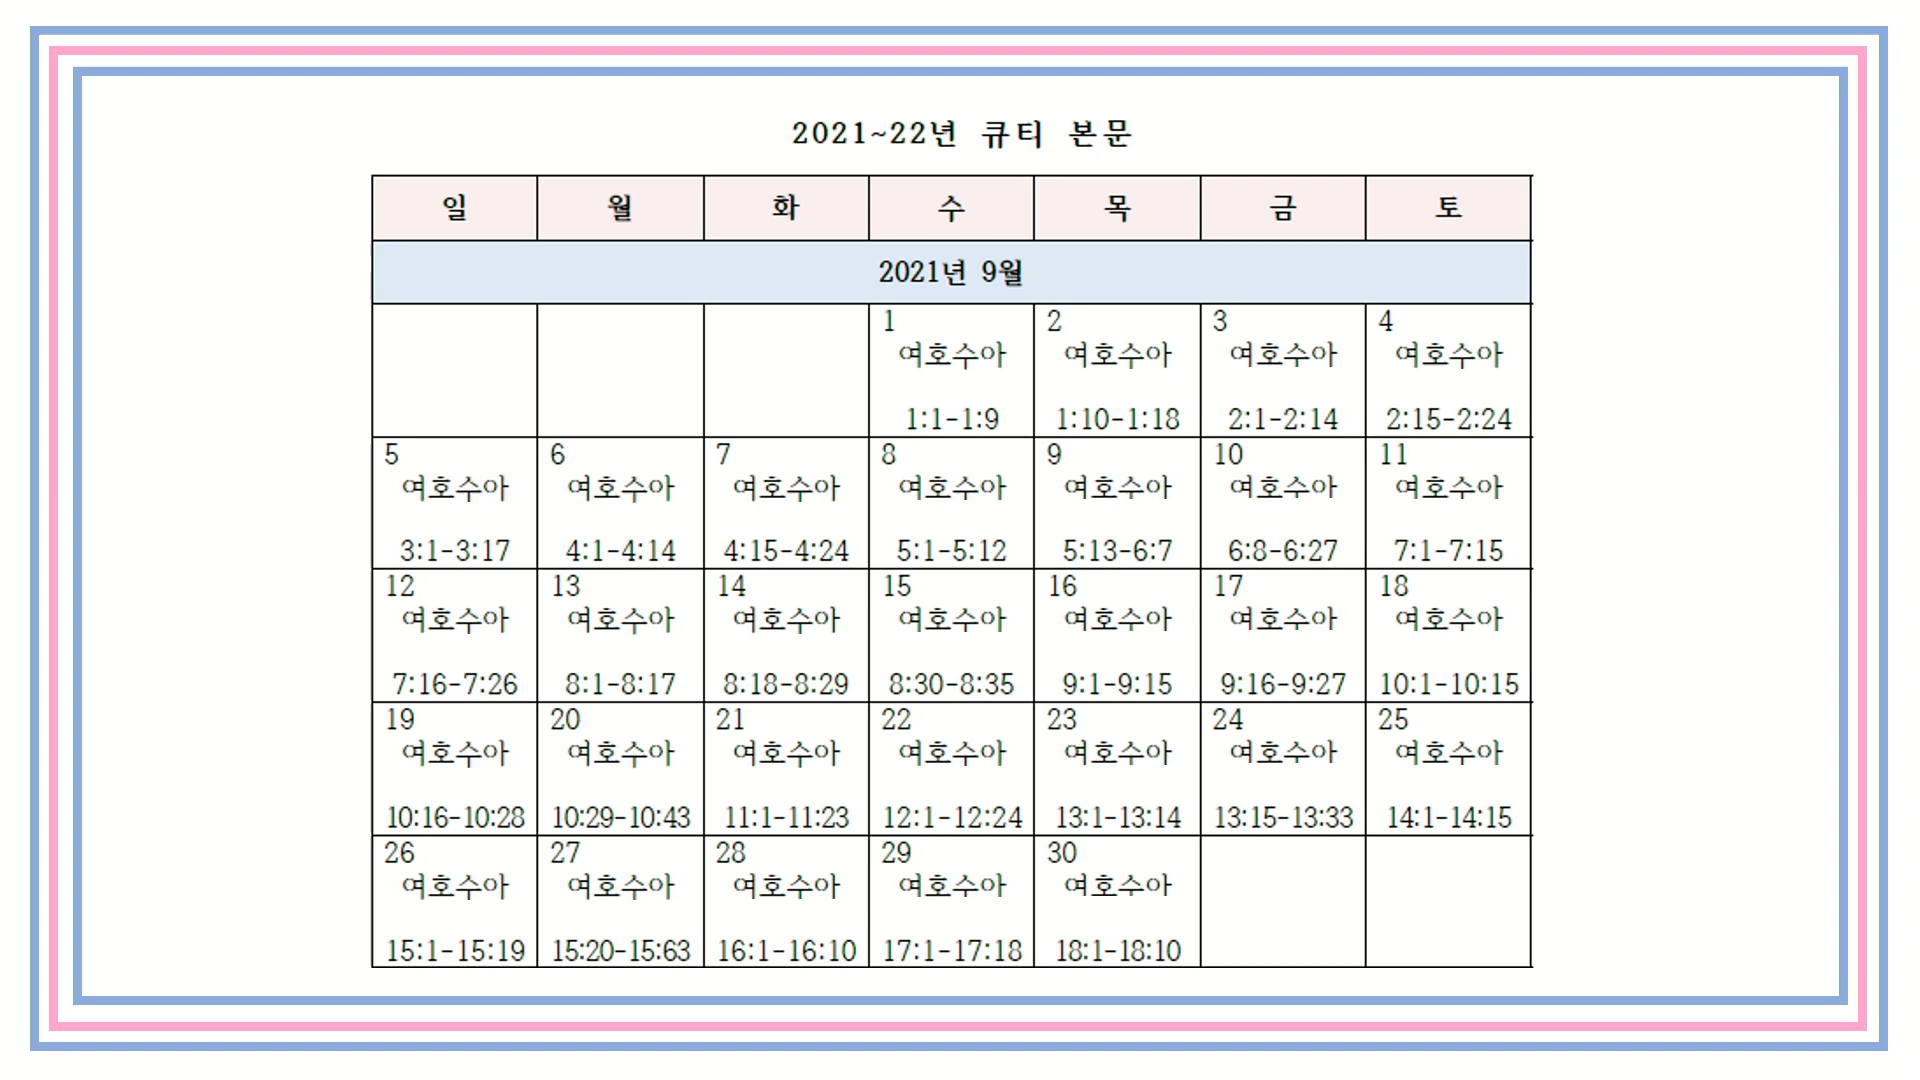 2021~22년 큐티 본문
일 월 화 수 목 금 토
2021년 9월
1 2 3 4
여호수아 여호수아 여호수아 여호수아
1:1-1:9 1:10-1:18 2:1-2:14 2:15-2:24
5 6 7 8 9 10 11
여호수아 여호수아 여호수아 여호수아 여호수아 여호수아 여호수아
3:1-3:17 4:1-4:14 4:15-4:24 5:1-5:12 5:13-6:7 6:8-6:27 7:1-7:15
12 13 14 15 16 17 18
여호수아 여호수아 여호수아 여호수아 여호수아 여호수아 여호수아
7:16-7:26 8:1-8:17 8:18-8:29 8:30-8:35 9:1-9:15 9:16-9:27 10:1-10:15
19 20 21 22 23 24 25
여호수아 여호수아 여호수아 여호수아 여호수아 여호수아 여호수아
10:16-10:28 10:29-10:43 11:1-11:23 12:1-12:24 13:1-13:14 13:15-13:33 14:1-14:15
26 27 28 29 30
여호수아 여호수아 여호수아 여호수아 여호수아
15:1-15:19 15:20-15:63 16:1-16:10 17:1-17:18 18:1-18:10